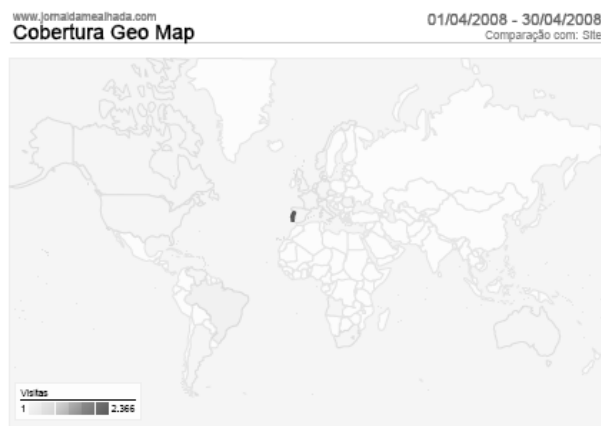 www.jornaldamealhada.com
Cobertura Geo Map
01/04/2008 - 30/04/2008
Comparação com: Site
Visitas
1 2.366